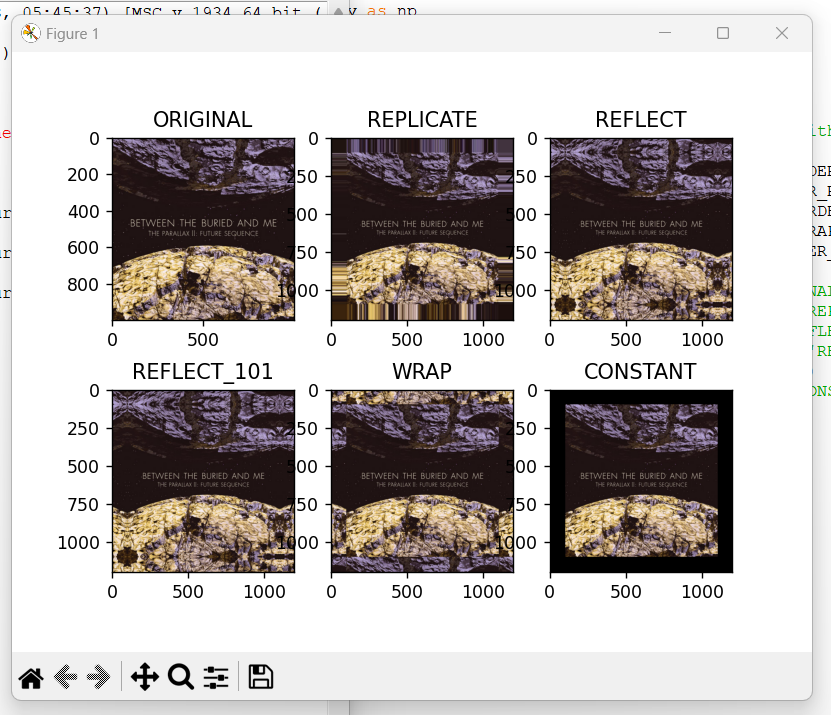 s, 05:45:37) [MSC v.1934 64 bit (
y as np
Figure 1
ORIGINAL
REPLICATE
REFLECT
0
200
400
600
800
0
500
BETWEEN THE BURIED AND ME
THE PARALLAX II: FUTURE SEQUENCE
0
250
500
750
1000
0
500
1000
BETWEEN THE BURIED AND ME
THE PARALLAX II: FUTURE SEQUENCE
0
250
500
750
1000
0
500
1000
BETWEEN THE BURIED AND ME
THE PARALLAX II: FUTURE SEQUENCE
REFLECT_101
WRAP
CONSTANT
0
250
500
750
1000
0
500
1000
BETWEEN THE BURIED AND ME
THE PARALLAX II: FUTURE SEQUENCE
0
250
500
750
1000
0
500
1000
BETWEEN THE BURIED AND ME
THE PARALLAX II: FUTURE SEQUENCE
0
250
500
750
1000
0
500
1000
BETWEEN THE BURIED AND ME
THE PARALLAX II: FUTURE SEQUENCE